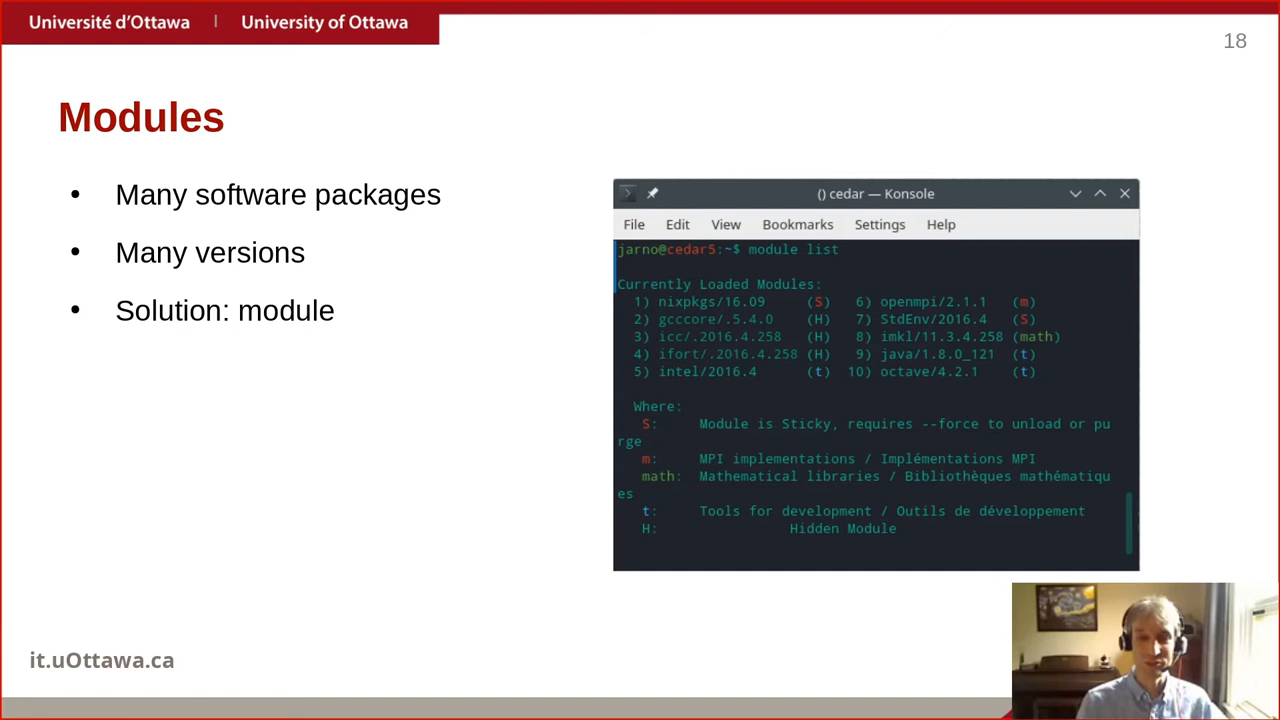 Université d'Ottawa | University of Ottawa
18
Modules
• Many software packages
• Many versions
• Solution: module
() cedar — Konsole
File Edit View Bookmarks Settings Help
jarno@cedar5:~$ module list
Currently Loaded Modules:
1) nixpkgs/16.09 (S) 6) openmpi/2.1.1 (m)
2) gcccore/.5.4.0 (H) 7) StdEnv/2016.4 (S)
3) icc/.2016.4.258 (H) 8) imkl/11.3.4.258 (math)
4) ifort/.2016.4.258 (H) 9) java/1.8.0_121 (t)
5) intel/2016.4 (t) 10) octave/4.2.1 (t)
Where:
S: Module is Sticky, requires --force to unload or pu
rge
m: MPI implementations / Implémentations MPI
math: Mathematical libraries / Bibliothèques mathématiqu
es
t: Tools for development / Outils de développement
H: Hidden Module
it.uOttawa.ca